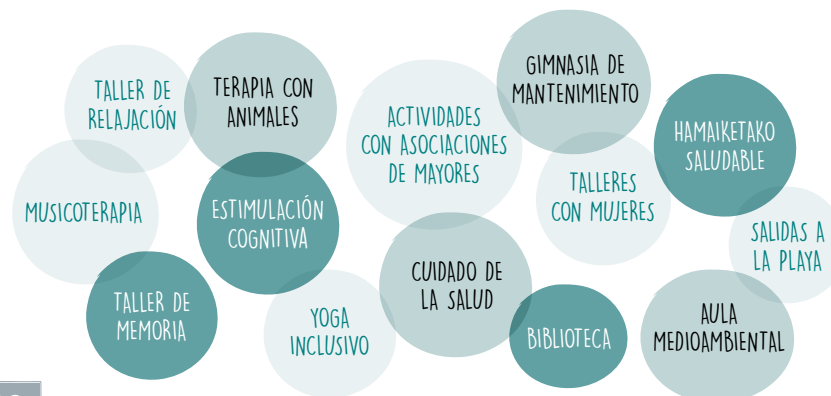 TALLER DE
RELAJACIÓN
TERAPIA CON
ANIMALES
ACTIVIDADES
CON ASOCIACIONES
DE MAYORES
GIMNASIA DE
MANTENIMIENTO
HAMAIKETAKO
SALUDABLE
MUSICOTERAPIA
ESTIMULACIÓN
COGNITIVA
TALLERES
CON MUJERES
SALIDAS A
LA PLAYA
TALLER DE
MEMORIA
YOGA
INCLUSIVO
CUIDADO DE
LA SALUD
BIBLIOTECA
AULA
MEDIOAMBIENTAL